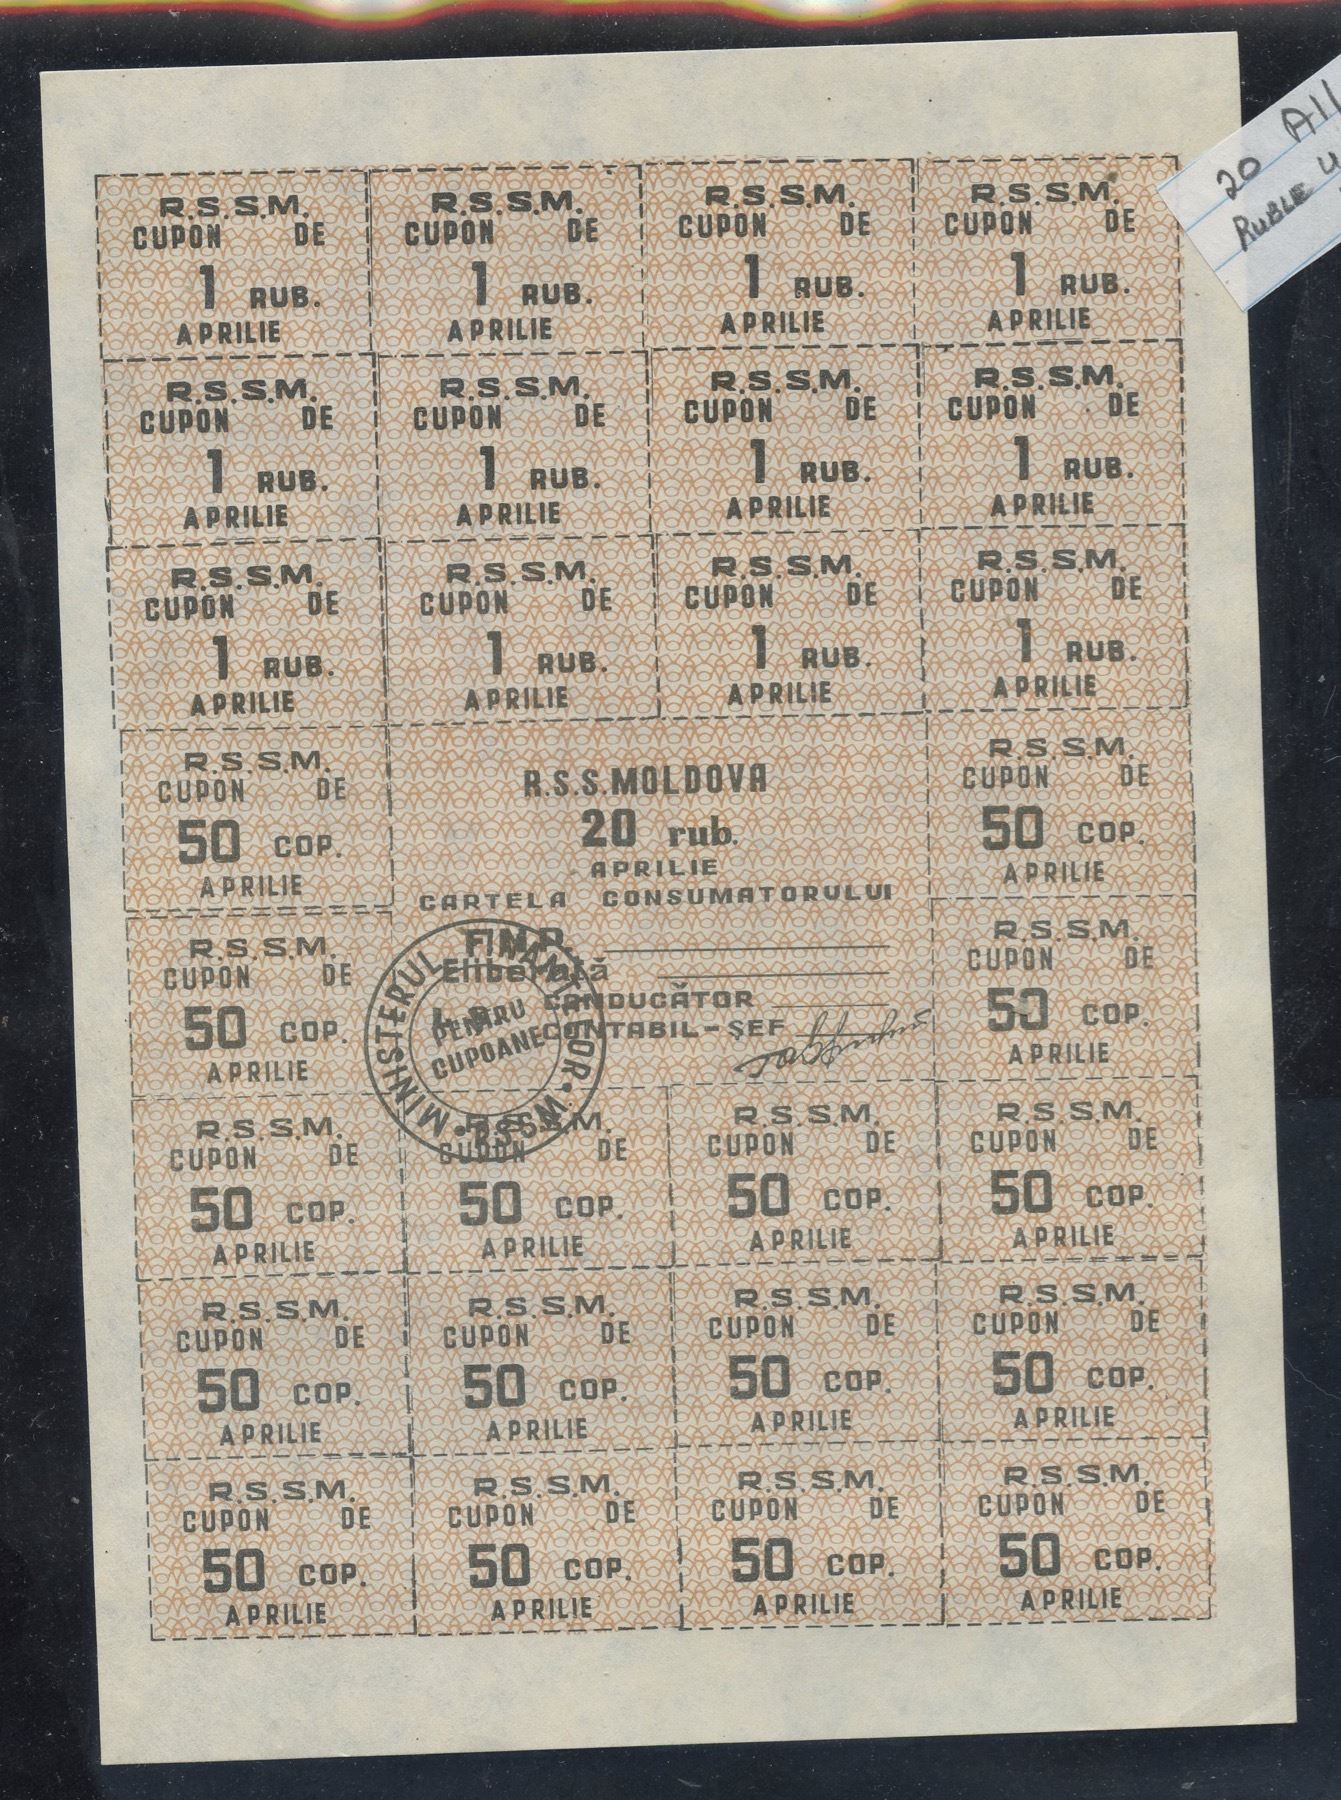 20 All
RUBLE U
R.S.S.M. R.S.S.M. R.S.S.M. R.S.S.M.
CUPON DE CUPON DE CUPON DE CUPON DE
1 RUB. 1 RUB. 1 RUB. 1 RUB.
APRILIE APRILIE APRILIE APRILIE
R.S.S.M. R.S.S.M. R.S.S.M. R.S.S.M.
CUPON DE CUPON DE CUPON DE CUPON DE
1 RUB. 1 RUB. 1 RUB. 1 RUB.
APRILIE APRILIE APRILIE APRILIE
R.S.S.M. R.S.S.M. R.S.S.M. R.S.S.M.
CUPON DE CUPON DE CUPON DE CUPON DE
1 RUB. 1 RUB. 1 RUB. 1 RUB.
APRILIE APRILIE APRILIE APRILIE
R.S.S.M.
CUPON DE
50 COP.
APRILIE
R.S.S.M.
CUPON DE
50 COP.
APRILIE
R.S.S.MOLDOVA
20 rub.
APRILIE
CARTELA CONSUMATORULUI
F.N.P.
Eliberată
CONDUCĂTOR
CONTABIL-ŞEF
MINISTERUL FINANŢELOR • RSSM •
PENTRU
CUPOANE
R.S.S.M.
CUPON DE
50 COP.
APRILIE
R.S.S.M.
CUPON DE
50 COP.
APRILIE
R.S.S.M. R.S.S.M. R.S.S.M. R.S.S.M.
CUPON DE CUPON DE CUPON DE CUPON DE
50 COP. 50 COP. 50 COP. 50 COP.
APRILIE APRILIE APRILIE APRILIE
R.S.S.M. R.S.S.M. R.S.S.M. R.S.S.M.
CUPON DE CUPON DE CUPON DE CUPON DE
50 COP. 50 COP. 50 COP. 50 COP.
APRILIE APRILIE APRILIE APRILIE
R.S.S.M. R.S.S.M. R.S.S.M. R.S.S.M.
CUPON DE CUPON DE CUPON DE CUPON DE
50 COP. 50 COP. 50 COP. 50 COP.
APRILIE APRILIE APRILIE APRILIE